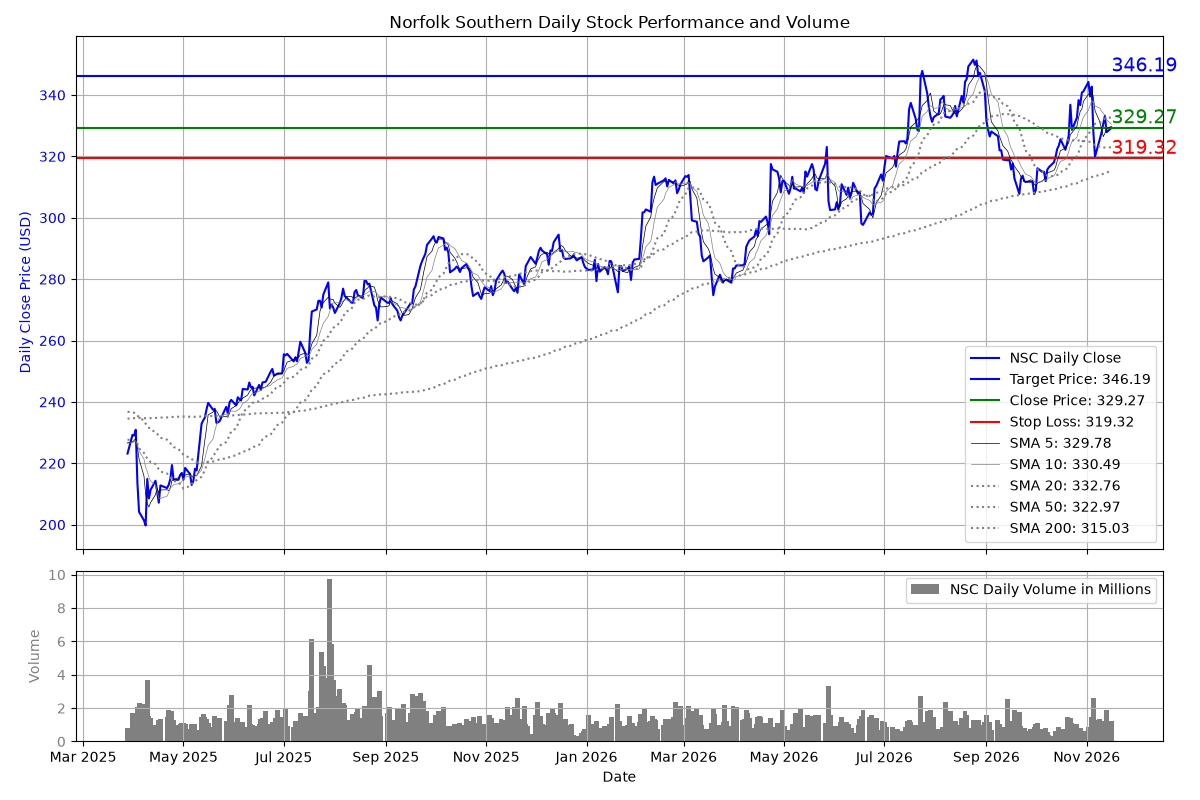 Norfolk Southern Daily Stock Performance and Volume
Daily Close Price (USD)
340
320
300
280
260
240
220
200
346.19
329.27
319.32
NSC Daily Close
Target Price: 346.19
Close Price: 329.27
Stop Loss: 319.32
SMA 5: 329.78
SMA 10: 330.49
SMA 20: 332.76
SMA 50: 322.97
SMA 200: 315.03
Volume
10
8
6
4
2
0
NSC Daily Volume in Millions
Mar 2025 May 2025 Jul 2025 Sep 2025 Nov 2025 Jan 2026 Mar 2026 May 2026 Jul 2026 Sep 2026 Nov 2026
Date